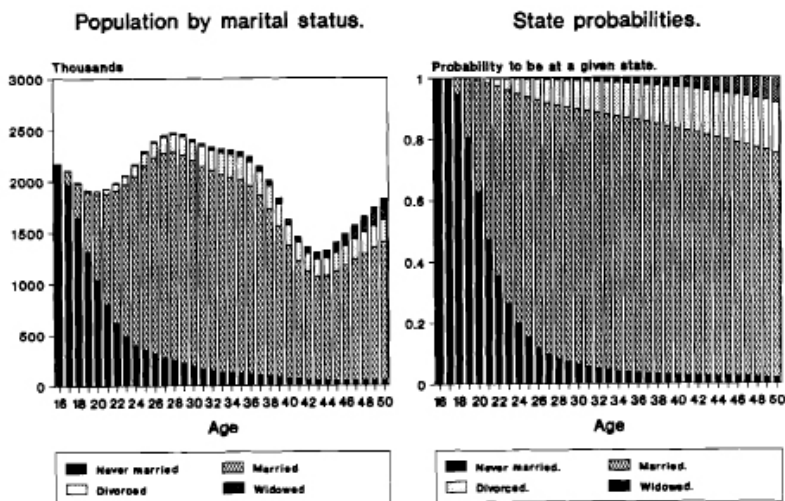 Population by marital status.
Thousands
3000
2500
2000
1500
1000
500
0
16 18 20 22 24 26 28 30 32 34 36 38 40 42 44 46 48 50
Age
Never married
Married
Divorced
Widowed
State probabilities.
Probability to be at a given state.
1
0.8
0.6
0.4
0.2
0
16 18 20 22 24 26 28 30 32 34 36 38 40 42 44 46 48 50
Age
Never married.
Married.
Divorced.
Widowed.